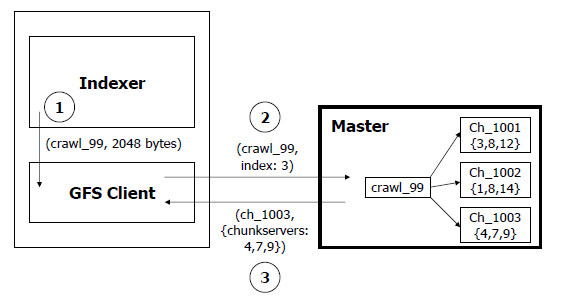 Indexer
1
(crawl_99, 2048 bytes)
GFS Client
2
(crawl_99,
index: 3)
(ch_1003,
{chunkservers:
4,7,9})
3
Master
crawl_99
Ch_1001
{3,8,12}
Ch_1002
{1,8,14}
Ch_1003
{4,7,9}